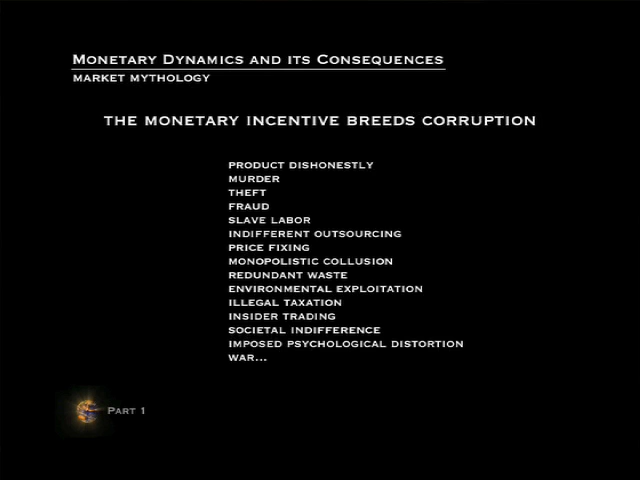 Monetary Dynamics and its Consequences
MARKET MYTHOLOGY
THE MONETARY INCENTIVE BREEDS CORRUPTION
PRODUCT DISHONESTLY
MURDER
THEFT
FRAUD
SLAVE LABOR
INDIFFERENT OUTSOURCING
PRICE FIXING
MONOPOLISTIC COLLUSION
REDUNDANT WASTE
ENVIRONMENTAL EXPLOITATION
ILLEGAL TAXATION
INSIDER TRADING
SOCIETAL INDIFFERENCE
IMPOSED PSYCHOLOGICAL DISTORTION
WAR...
Part 1